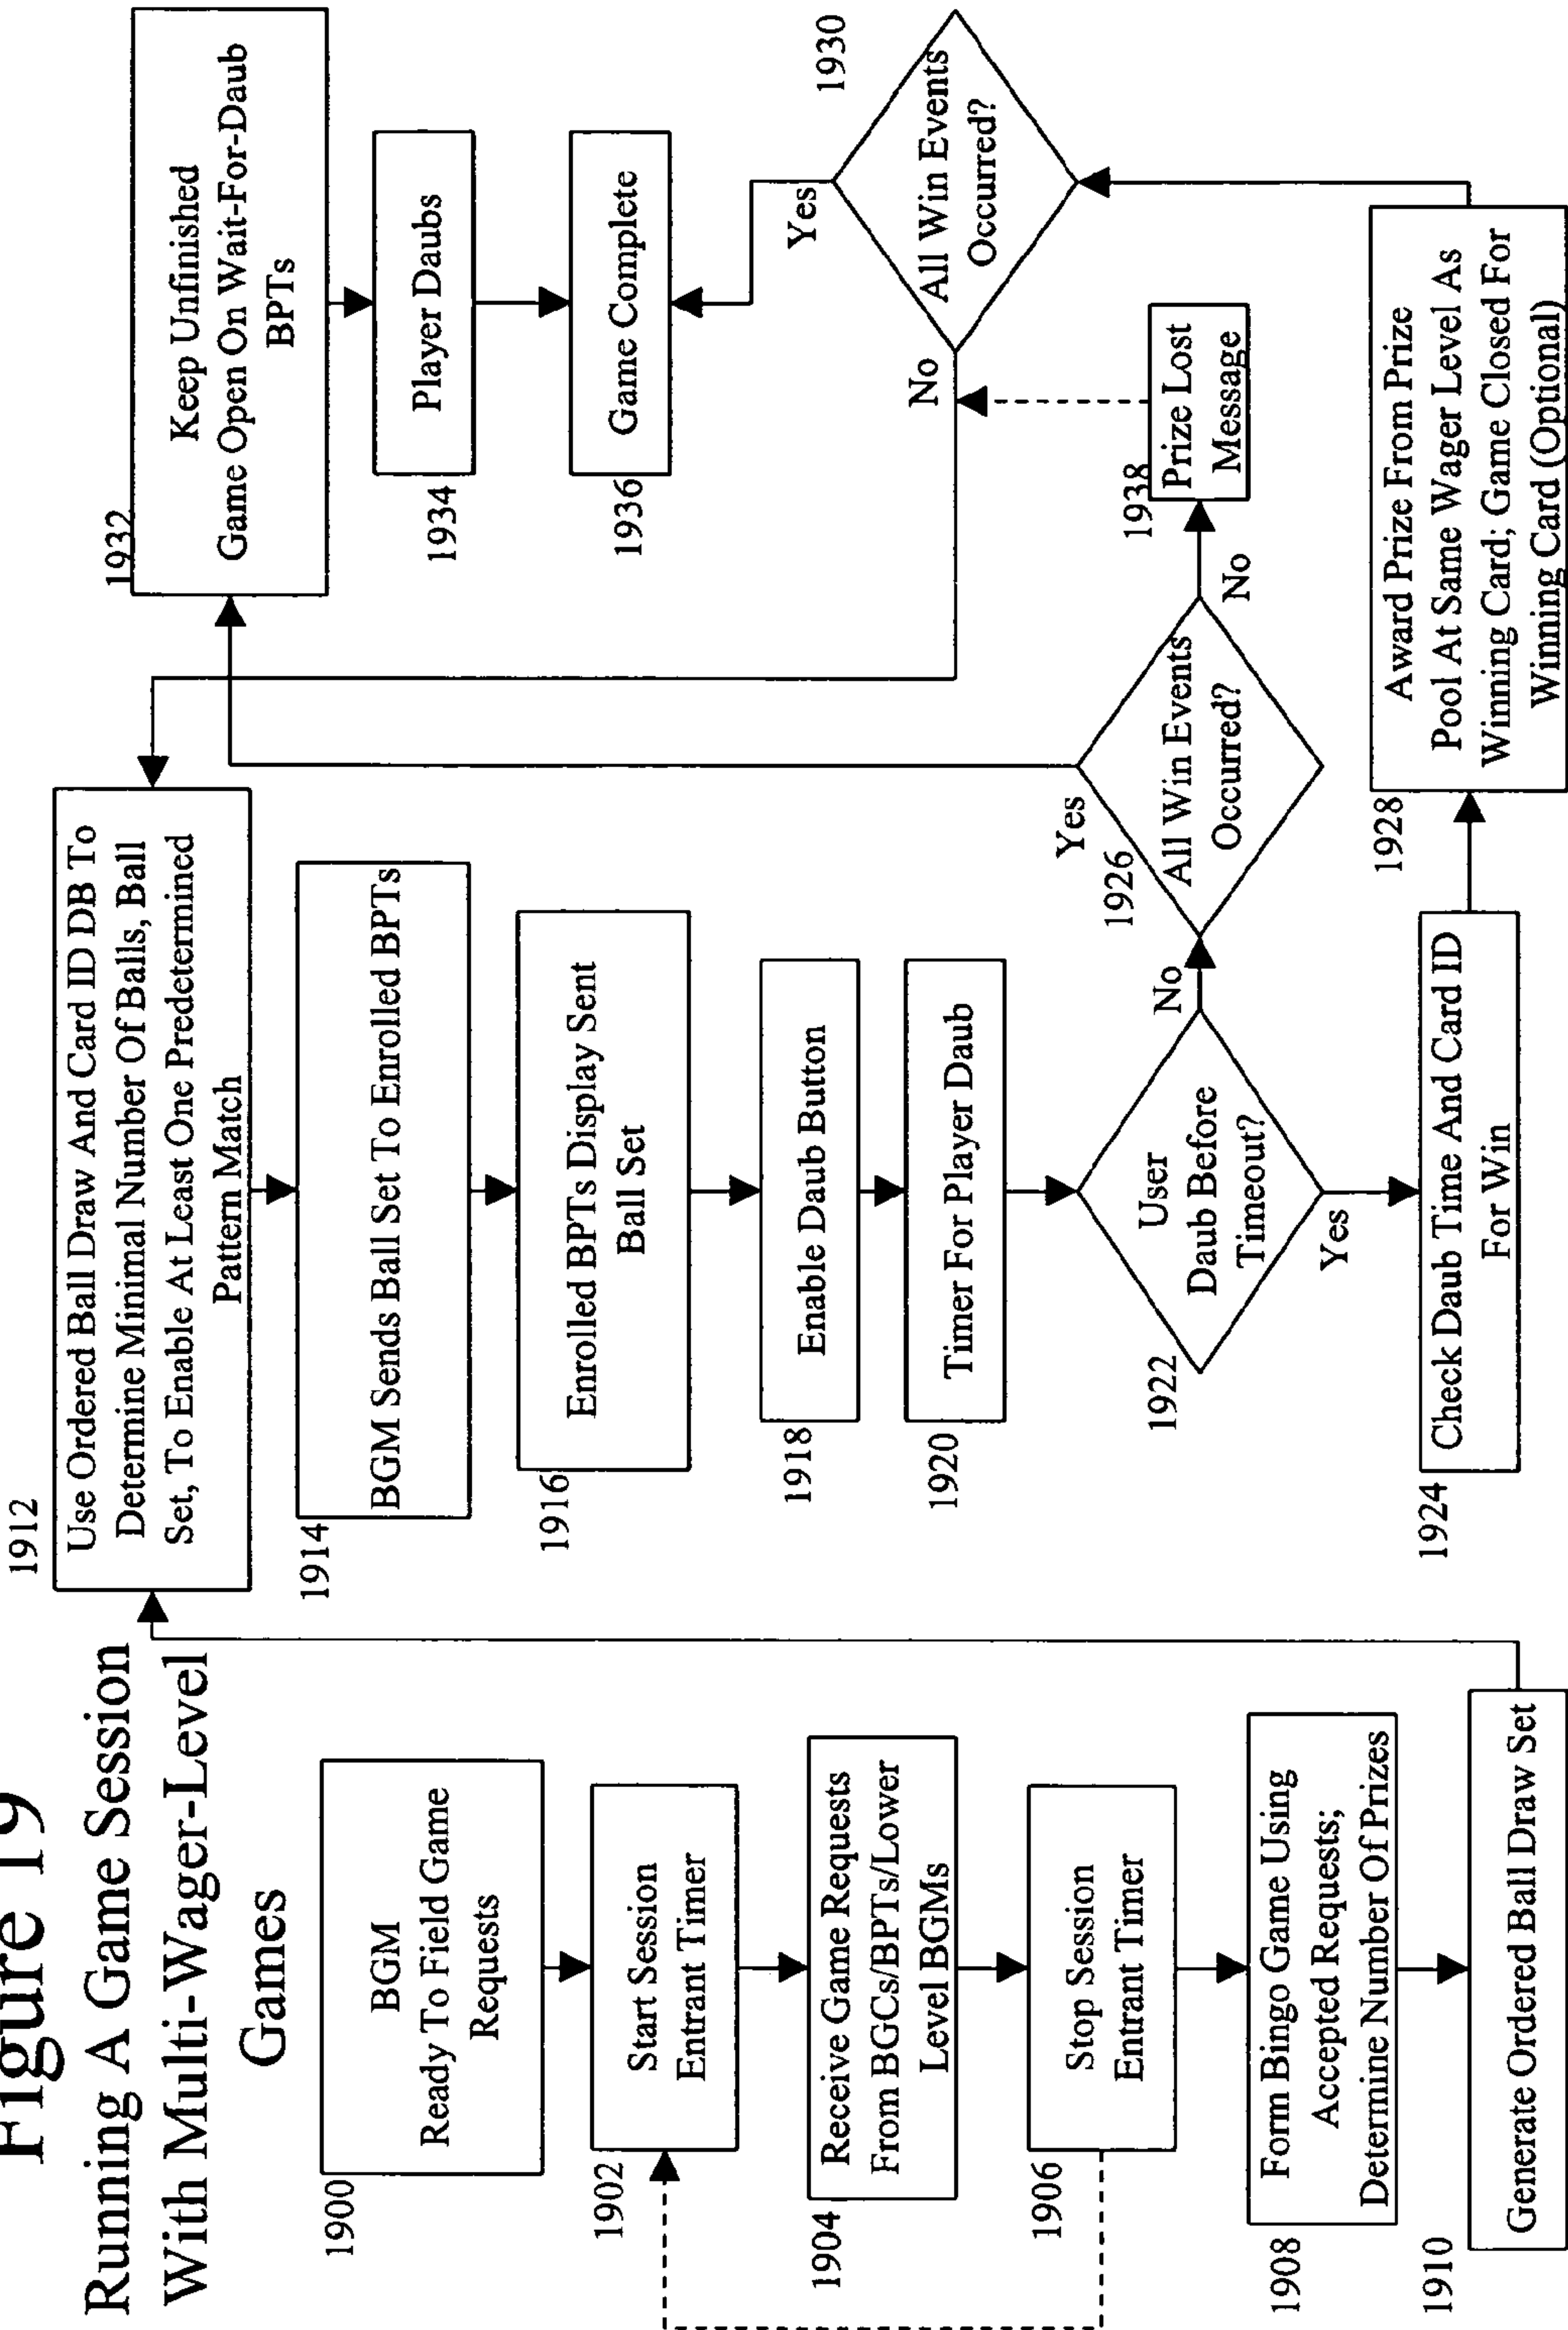 Figure 19
Running A Game Session
With Multi-Wager-Level
Games
1900
BGM
Ready To Field Game
Requests
1902
Start Session
Entrant Timer
1904
Receive Game Requests
From BGCs/BPTs/Lower
Level BGMs
1906
Stop Session
Entrant Timer
1908
Form Bingo Game Using
Accepted Requests;
Determine Number Of Prizes
1910
Generate Ordered Ball Draw Set
1912
Use Ordered Ball Draw And Card ID DB To
Determine Minimal Number Of Balls, Ball
Set, To Enable At Least One Predetermined
Pattern Match
1914
BGM Sends Ball Set To Enrolled BPTs
1916
Enrolled BPTs Display Sent
Ball Set
1918
Enable Daub Button
1920
Timer For Player Daub
1922
User
Daub Before
Timeout?
No
Yes
1924
Check Daub Time And Card ID
For Win
1926
All Win Events
Occurred?
Yes
No
1928
Award Prize From Prize
Pool At Same Wager Level As
Winning Card; Game Closed For
Winning Card (Optional)
1930
All Win Events
Occurred?
Yes
No
1932
Keep Unfinished
Game Open On Wait-For-Daub
BPTs
1934
Player Daubs
1936
Game Complete
1938
Prize Lost
Message